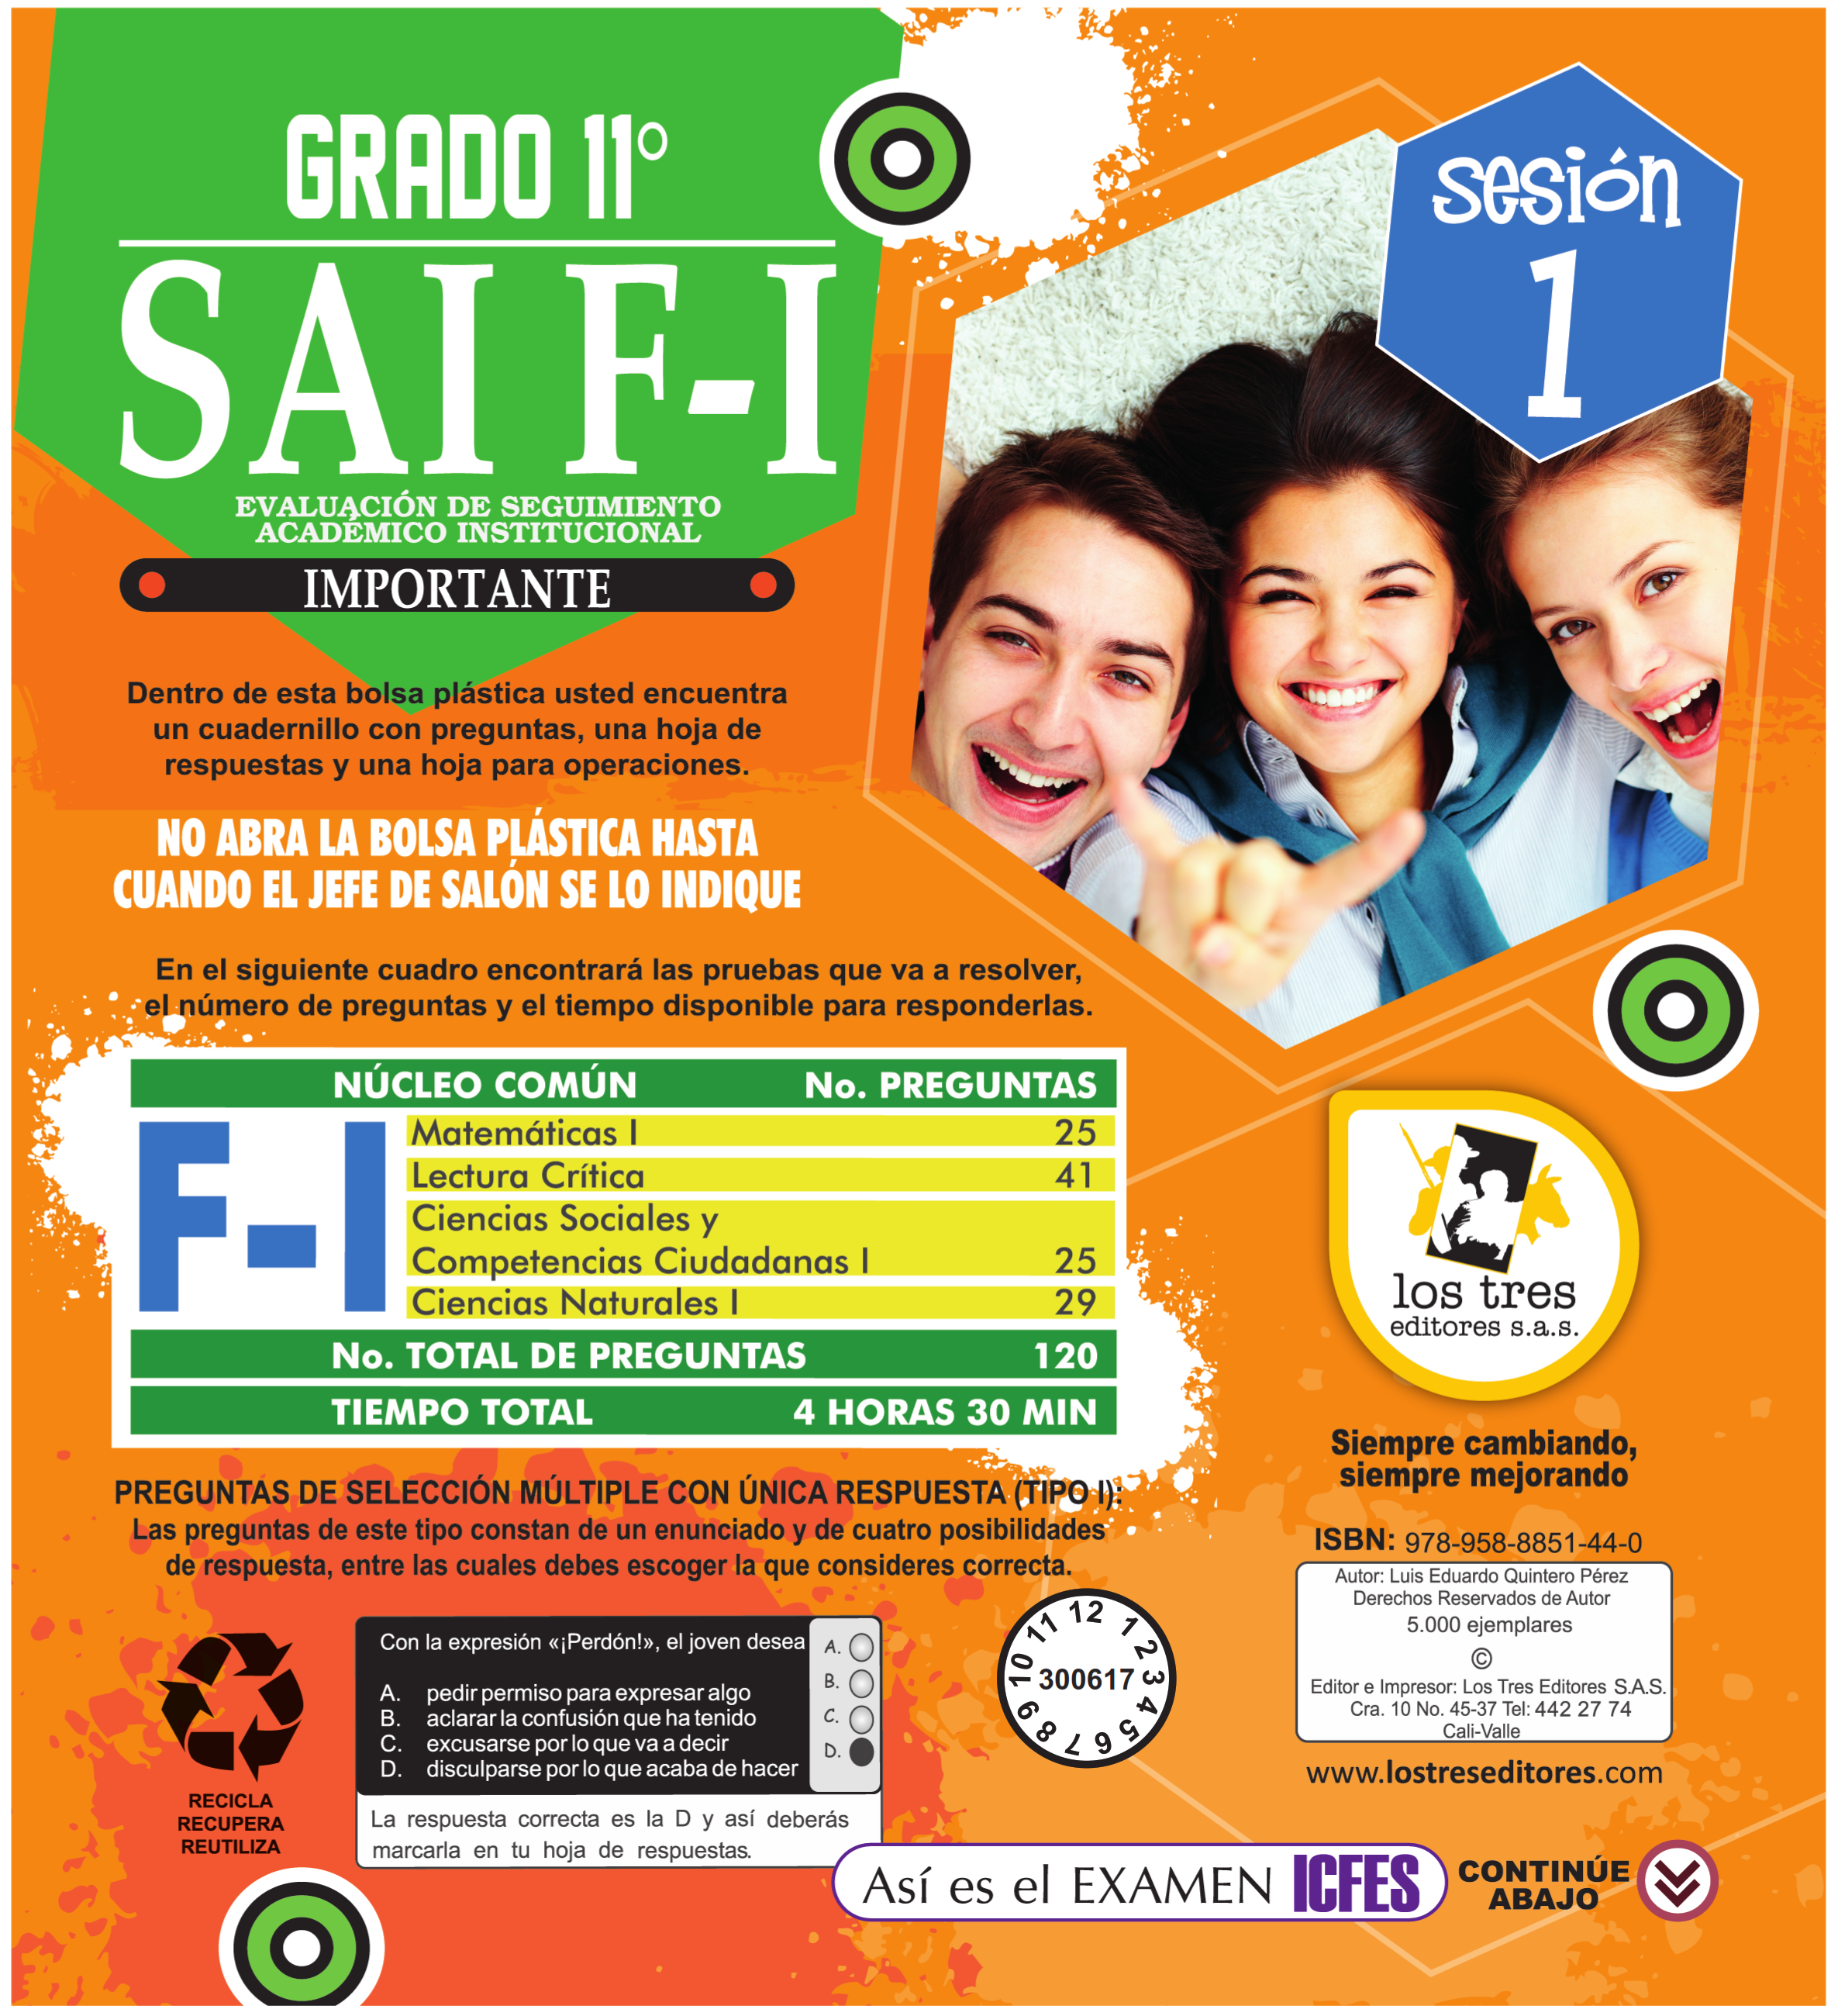 GRADO 11°
SAI F-I
EVALUACIÓN DE SEGUIMIENTO
ACADÉMICO INSTITUCIONAL
IMPORTANTE
sesión
1
Dentro de esta bolsa plástica usted encuentra
un cuadernillo con preguntas, una hoja de
respuestas y una hoja para operaciones.
NO ABRA LA BOLSA PLÁSTICA HASTA
CUANDO EL JEFE DE SALÓN SE LO INDIQUE
En el siguiente cuadro encontrará las pruebas que va a resolver,
el número de preguntas y el tiempo disponible para responderlas.
NÚCLEO COMÚN No. PREGUNTAS
F-I
Matemáticas I 25
Lectura Crítica 41
Ciencias Sociales y
Competencias Ciudadanas I 25
Ciencias Naturales I 29
No. TOTAL DE PREGUNTAS 120
TIEMPO TOTAL 4 HORAS 30 MIN
los tres
editores s.a.s.
Siempre cambiando,
siempre mejorando
ISBN: 978-958-8851-44-0
Autor: Luis Eduardo Quintero Pérez
Derechos Reservados de Autor
5.000 ejemplares
©
Editor e Impresor: Los Tres Editores S.A.S.
Cra. 10 No. 45-37 Tel: 442 27 74
Cali-Valle
www.lostreseditores.com
PREGUNTAS DE SELECCIÓN MÚLTIPLE CON ÚNICA RESPUESTA (TIPO I):
Las preguntas de este tipo constan de un enunciado y de cuatro posibilidades
de respuesta, entre las cuales debes escoger la que consideres correcta.
RECICLA
RECUPERA
REUTILIZA
Con la expresión «¡Perdón!», el joven desea
A. pedir permiso para expresar algo
B. aclarar la confusión que ha tenido
C. excusarse por lo que va a decir
D. disculparse por lo que acaba de hacer
A.
B.
C.
D.
La respuesta correcta es la D y así deberás
marcarla en tu hoja de respuestas.
12 1 2 3 4 5 6 7 8 9 10 11
300617
Así es el EXAMEN ICFES
CONTINÚE
ABAJO